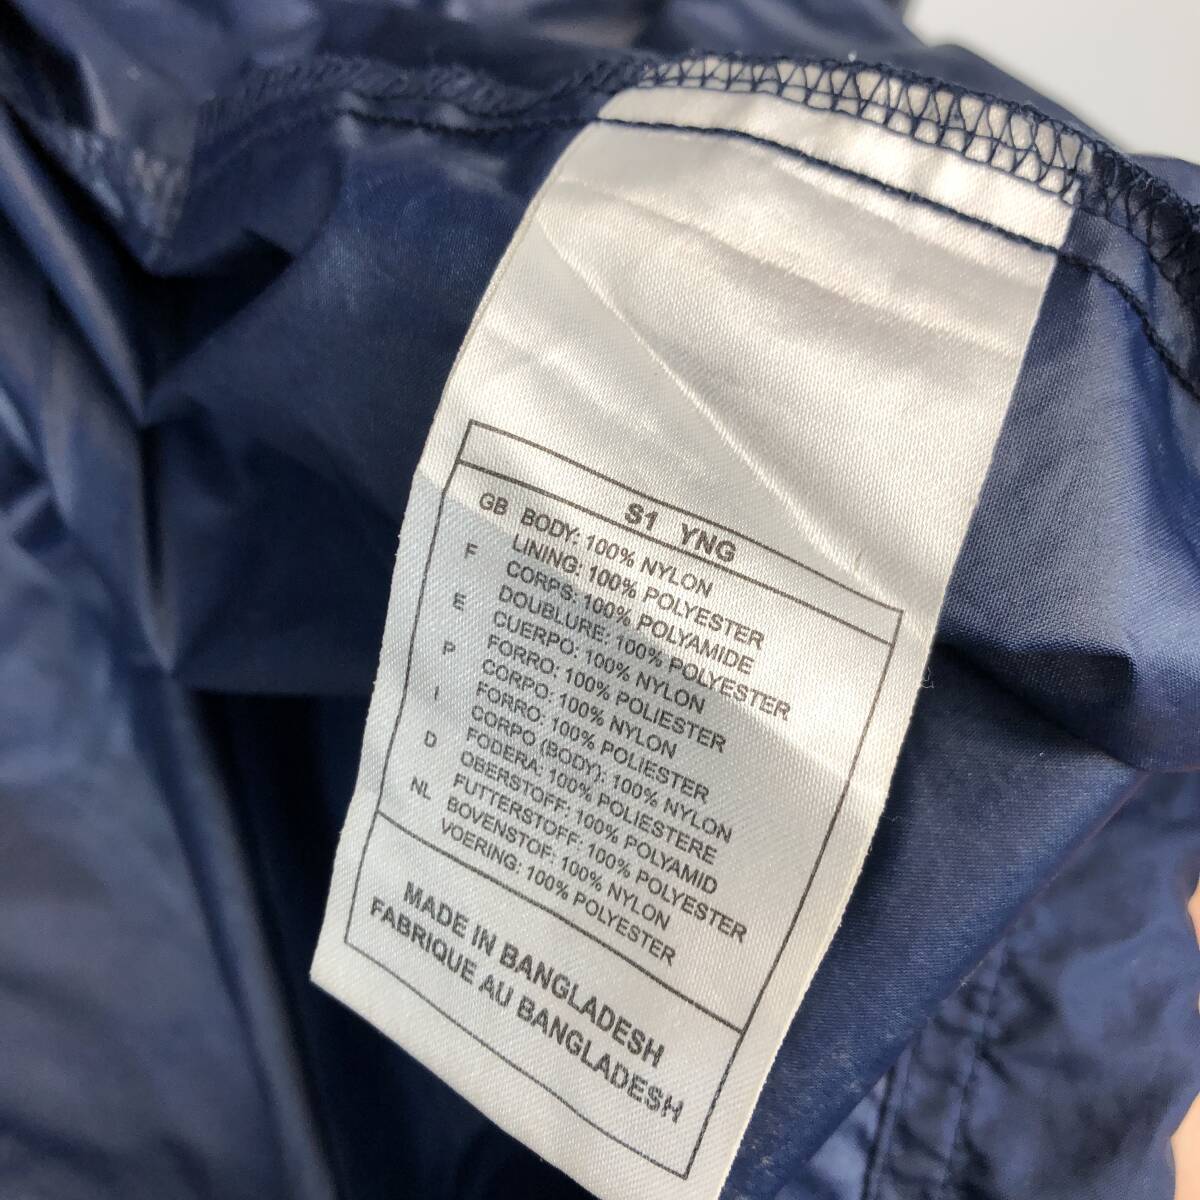 S1 YNG
GB BODY: 100% NYLON
LINING: 100% POLYESTER
F CORPS: 100% POLYAMIDE
DOUBLURE: 100% POLYESTER
E CUERPO: 100% NYLON
FORRO: 100% POLIESTER
P CORPO: 100% NYLON
FORRO: 100% POLIESTER
I CORPO (BODY): 100% NYLON
FODERA: 100% POLIESTERE
D OBERSTOFF: 100% POLYAMID
FUTTERSTOFF: 100% POLYESTER
NL BOVENSTOF: 100% NYLON
VOERING: 100% POLYESTER
MADE IN BANGLADESH
FABRIQUE AU BANGLADESH